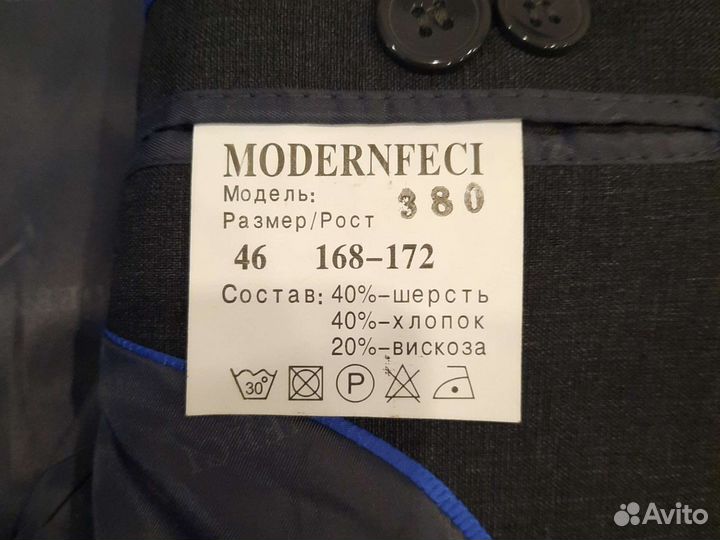 MODERNFECI
Модель: 380
Размер/Рост
46 168-172
Состав: 40%-шерсть
40%-хлопок
20%-вискоза
30° P
Avito